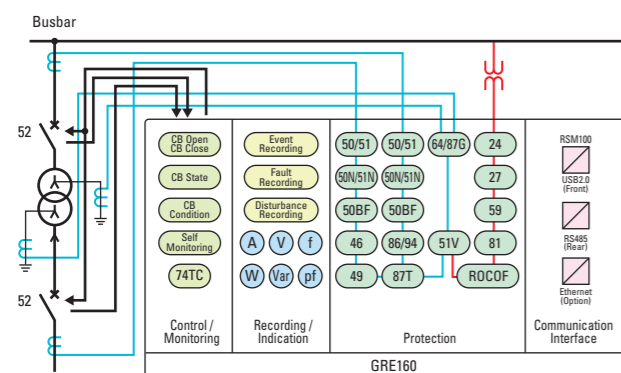 Busbar
52
52
CB Open
CB Close
CB State
CB
Condition
Self
Monitoring
74TC
Control /
Monitoring
Event
Recording
Fault
Recording
Disturbance
Recording
A V f
W Var pf
Recording /
Indication
50/51 50/51 64/87G 24
50N/51N 50N/51N 27
50BF 50BF 59
46 86/94 51V 81
49 87T ROCOF
Protection
RSM100
USB2.0
(Front)
RS485
(Rear)
Ethernet
(Option)
Communication
Interface
GRE160